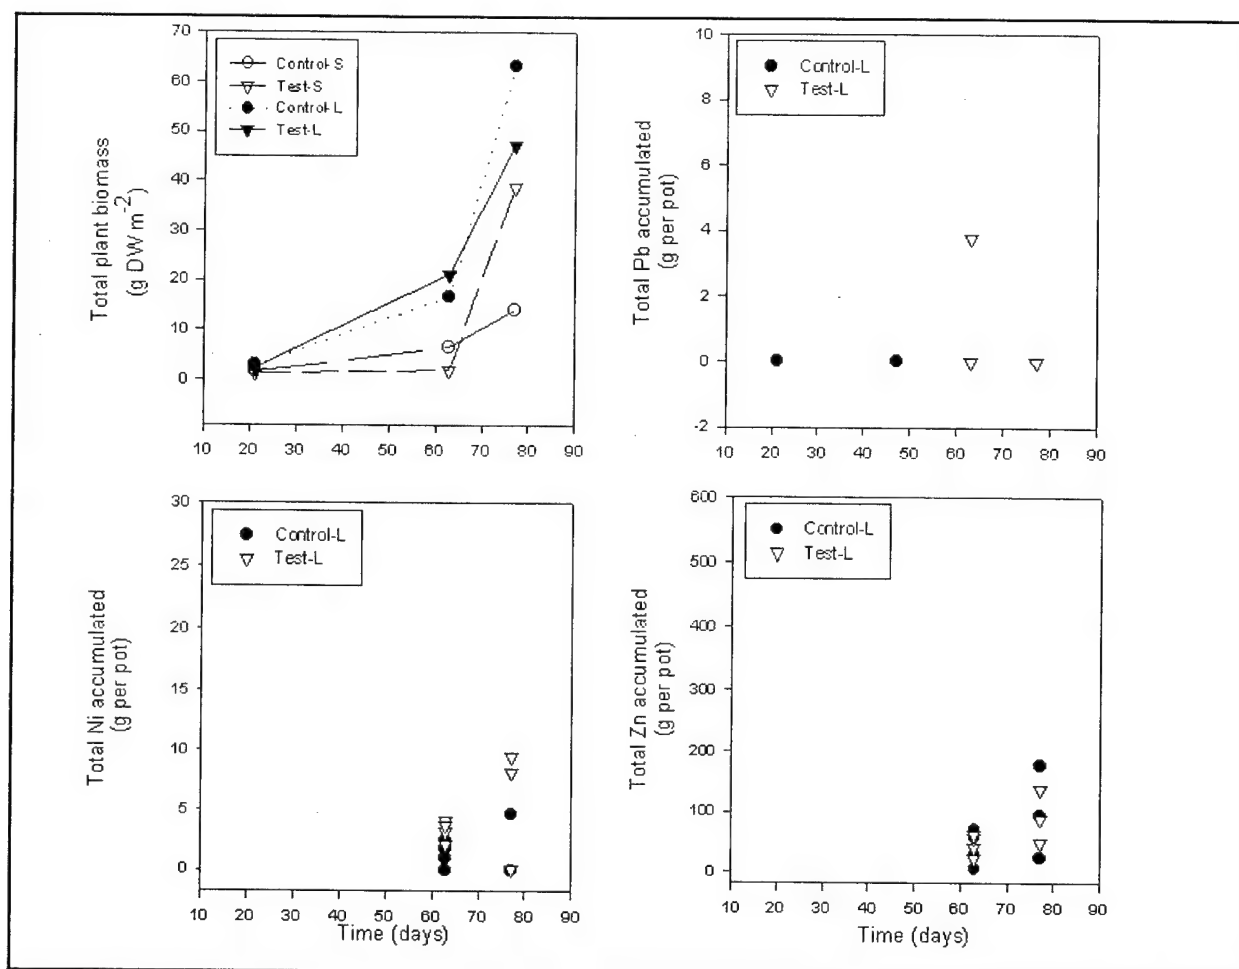 70
60
50
40
30
20
10
0
Total plant biomass
(g DW m-2)
Control-S
Test-S
Control-L
Test-L
10 20 30 40 50 60 70 80 90
10
8
6
4
2
0
-2
Total Pb accumulated
(g per pot)
Control-L
Test-L
10 20 30 40 50 60 70 80 90
30
25
20
15
10
5
0
Total Ni accumulated
(g per pot)
Control-L
Test-L
10 20 30 40 50 60 70 80 90
Time (days)
600
500
400
300
200
100
0
Total Zn accumulated
(g per pot)
Control-L
Test-L
10 20 30 40 50 60 70 80 90
Time (days)